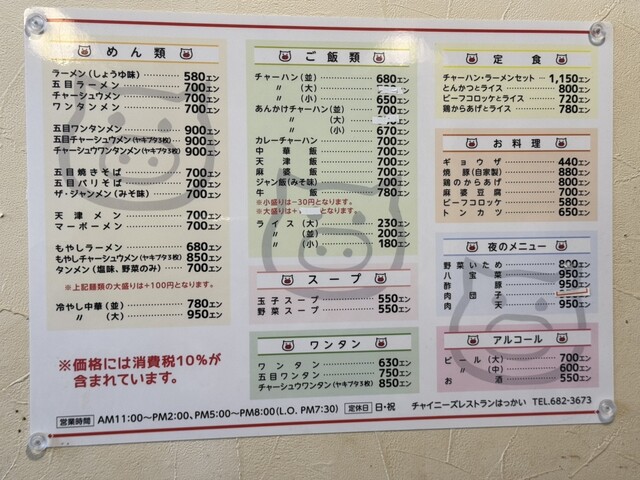 めん類
ラーメン(しょうゆ味) 580エン
五目ラーメン 700エン
チャーシュウメン 700エン
ワンタンメン 700エン
五目ワンタンメン 900エン
五目チャーシュウメン(ヤキブタ3枚) 900エン
チャーシュウワンタンメン(ヤキブタ3枚) 900エン
五目焼きそば 700エン
五目バリそば 700エン
ザ・ジャンメン(みそ味) 700エン
天津メン 700エン
マーボーメン 700エン
もやしラーメン 680エン
もやしチャーシュウメン(ヤキブタ3枚) 850エン
タンメン(塩味、野菜のみ) 700エン
※上記麺類の大盛りは+100円となります。
冷やし中華(並) 780エン
〃 (大) 950エン
※価格には消費税10%が
含まれています。
ご飯類
チャーハン(並) 680エン
〃 (大)
〃 (小) 650エン
あんかけチャーハン(並) 700エン
〃 (大) エン
〃 (小) 670エン
カレーチャーハン 700エン
中華飯 700エン
天津飯 700エン
麻婆飯 700エン
ジャン飯(みそ味) 700エン
牛飯 780エン
※小盛りは−30円となります。
※大盛りは+ 円となります。
ライス(大) 230エン
〃 (並) 200エン
〃 (小) 180エン
スープ
玉子スープ 550エン
野菜スープ 550エン
ワンタン
ワンタン 630エン
五目ワンタン 750エン
チャーシュウワンタン(ヤキブタ3枚) 850エン
定食
チャーハン・ラーメンセット 1,150エン
とんかつとライス 800エン
ビーフコロッケとライス 720エン
鶏からあげとライス 780エン
お料理
ギョウザ 440エン
焼豚(自家製) 880エン
鶏のからあげ 800エン
麻婆豆腐 700エン
ビーフコロッケ 580エン
トンカツ 650エン
夜のメニュー
野菜いため 800エン
八宝菜 950エン
酢豚 950エン
肉団子 950エン
肉天 950エン
アルコール
ビール(大) 700エン
〃 (中) 600エン
お酒 550エン
営業時間 AM11:00〜PM2:00、PM5:00〜PM8:00(L.O. PM7:30) 定休日 日・祝 チャイニーズレストランはっかい TEL.682-3673